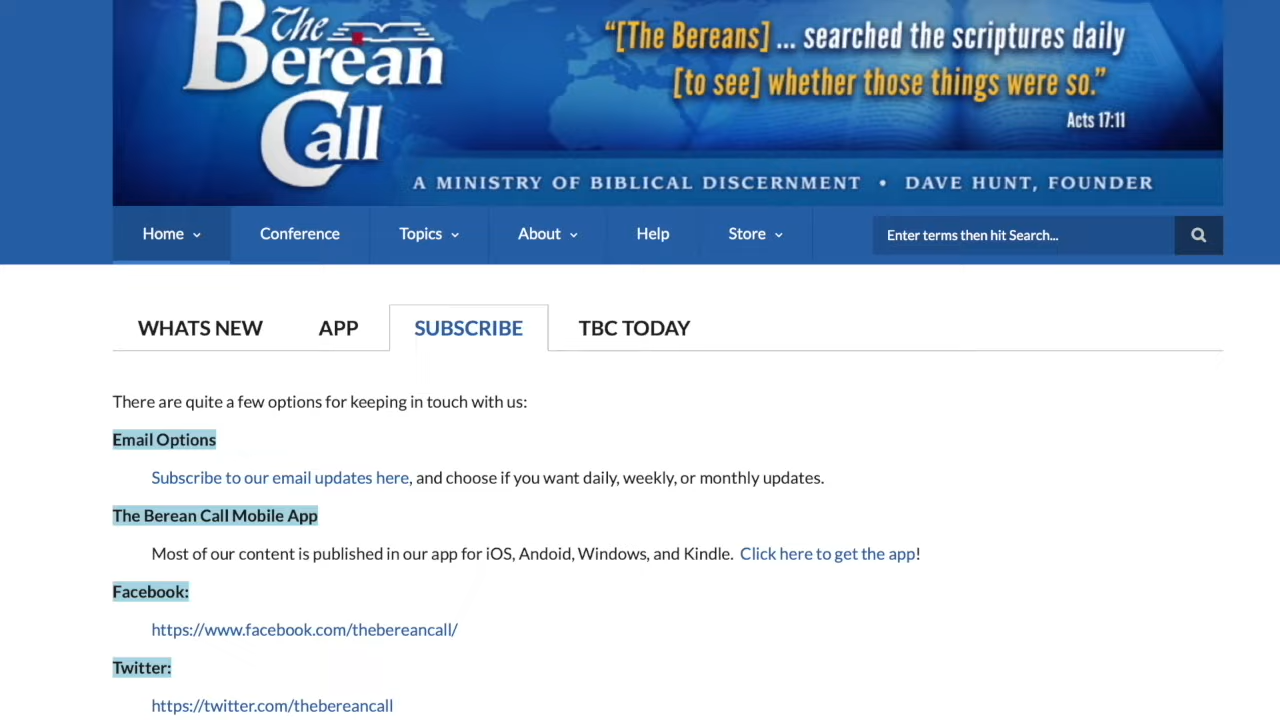 The
Berean
Call
“[The Bereans] ... searched the scriptures daily
[to see] whether those things were so.”
Acts 17:11
A MINISTRY OF BIBLICAL DISCERNMENT • DAVE HUNT, FOUNDER
Home Conference Topics About Help Store Enter terms then hit Search...
WHATS NEW APP SUBSCRIBE TBC TODAY
There are quite a few options for keeping in touch with us:
Email Options
Subscribe to our email updates here, and choose if you want daily, weekly, or monthly updates.
The Berean Call Mobile App
Most of our content is published in our app for iOS, Andoid, Windows, and Kindle. Click here to get the app!
Facebook:
https://www.facebook.com/thebereancall/
Twitter:
https://twitter.com/thebereancall